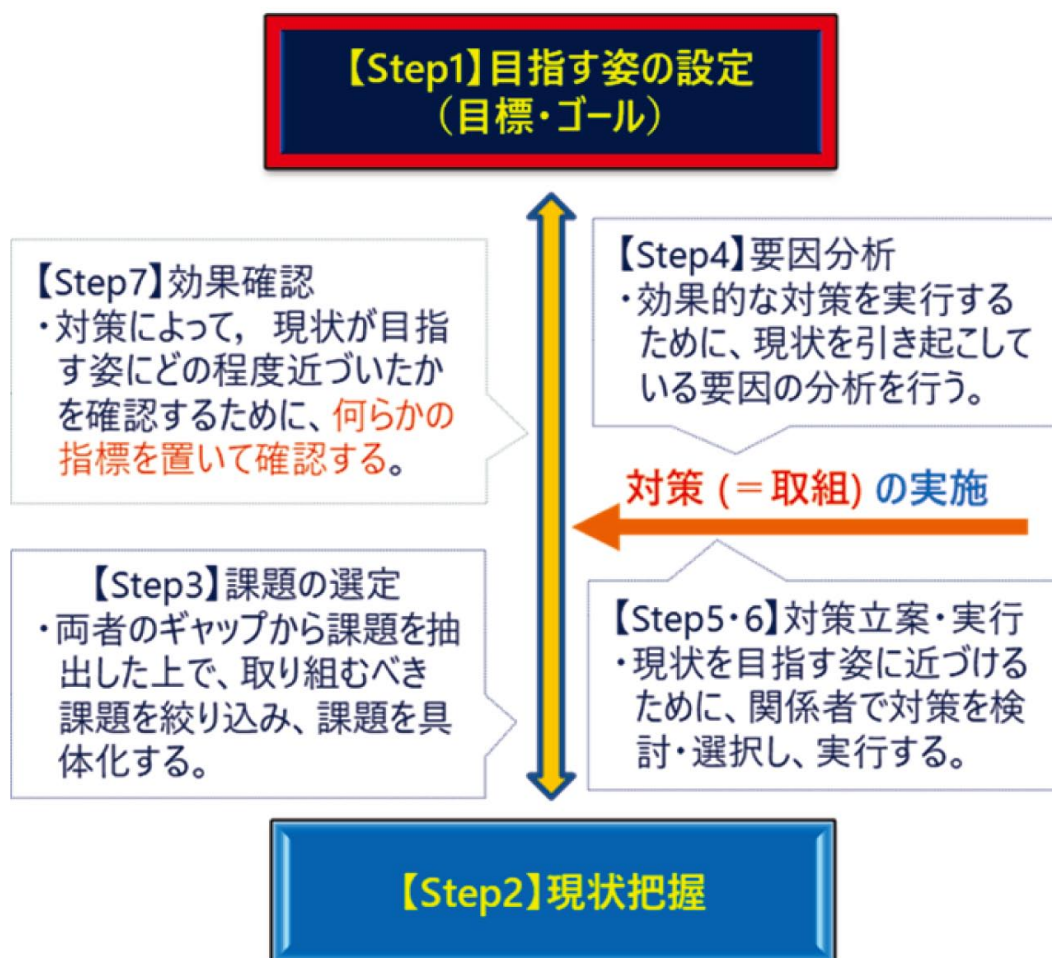 【Step1】目指す姿の設定
（目標・ゴール）
【Step7】効果確認
・対策によって，現状が目指
す姿にどの程度近づいたか
を確認するために、何らかの
指標を置いて確認する。
【Step4】要因分析
・効果的な対策を実行する
ために、現状を引き起こして
いる要因の分析を行う。
対策（＝取組）の実施
【Step3】課題の選定
・両者のギャップから課題を抽
出した上で、取り組むべき
課題を絞り込み、課題を具
体化する。
【Step5・6】対策立案・実行
・現状を目指す姿に近づける
ために、関係者で対策を検
討・選択し、実行する。
【Step2】現状把握